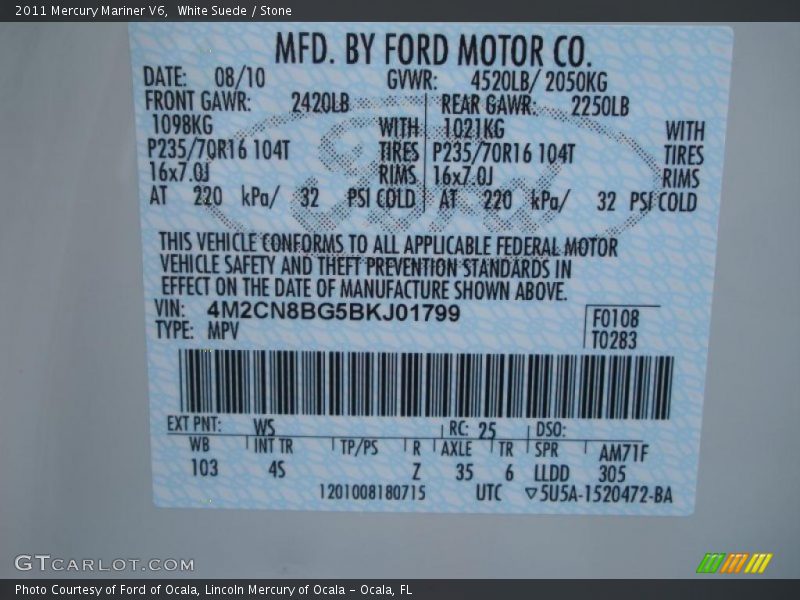 2011 Mercury Mariner V6, White Suede / Stone
MFD. BY FORD MOTOR CO.
DATE: 08/10 GVWR: 4520LB/ 2050KG
FRONT GAWR: 2420LB REAR GAWR: 2250LB
1098KG WITH 1021KG WITH
P235/70R16 104T TIRES P235/70R16 104T TIRES
16x7.0J RIMS 16x7.0J RIMS
AT 220 kPa/ 32 PSI COLD AT 220 kPa/ 32 PSI COLD
THIS VEHICLE CONFORMS TO ALL APPLICABLE FEDERAL MOTOR
VEHICLE SAFETY AND THEFT PREVENTION STANDARDS IN
EFFECT ON THE DATE OF MANUFACTURE SHOWN ABOVE.
VIN: 4M2CN8BG5BKJ01799 F0108
TYPE: MPV T0283
EXT PNT: WS RC: 25 DSO:
WB INT TR TP/PS R AXLE TR SPR AM71F
103 4S Z 35 6 LLDD 305
1201008180715 UTC ▽5U5A-1520472-BA
GTCARLOT.COM
Photo Courtesy of Ford of Ocala, Lincoln Mercury of Ocala – Ocala, FL